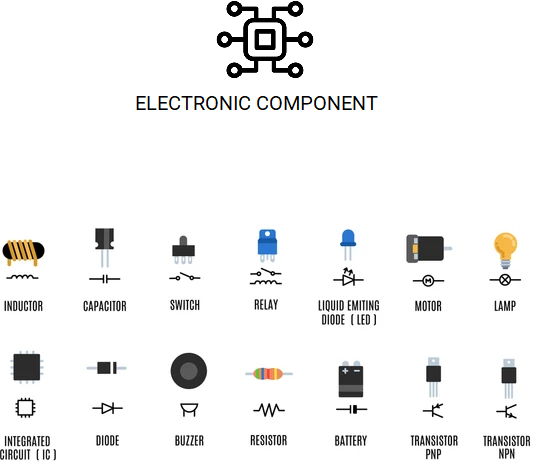 ELECTRONIC COMPONENT
INDUCTOR
CAPACITOR
SWITCH
RELAY
LIQUID EMITING
DIODE ( LED )
MOTOR
LAMP
M
INTEGRATED
CIRCUIT ( IC )
DIODE
BUZZER
RESISTOR
BATTERY
TRANSISTOR
PNP
TRANSISTOR
NPN